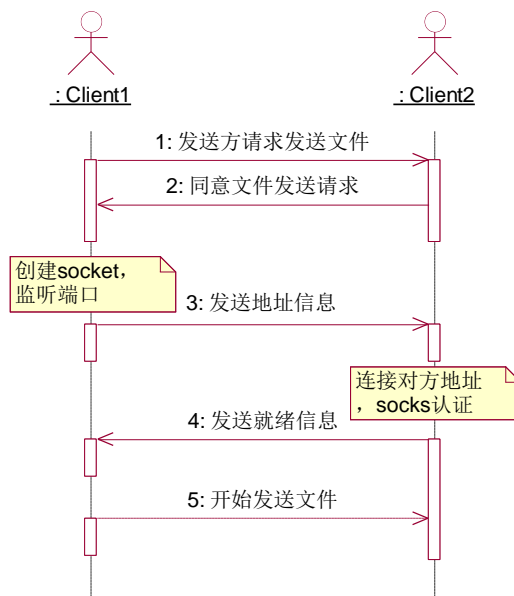 : Client1
: Client2
1: 发送方请求发送文件
2: 同意文件发送请求
创建socket，
监听端口
3: 发送地址信息
连接对方地址
，socks认证
4: 发送就绪信息
5: 开始发送文件